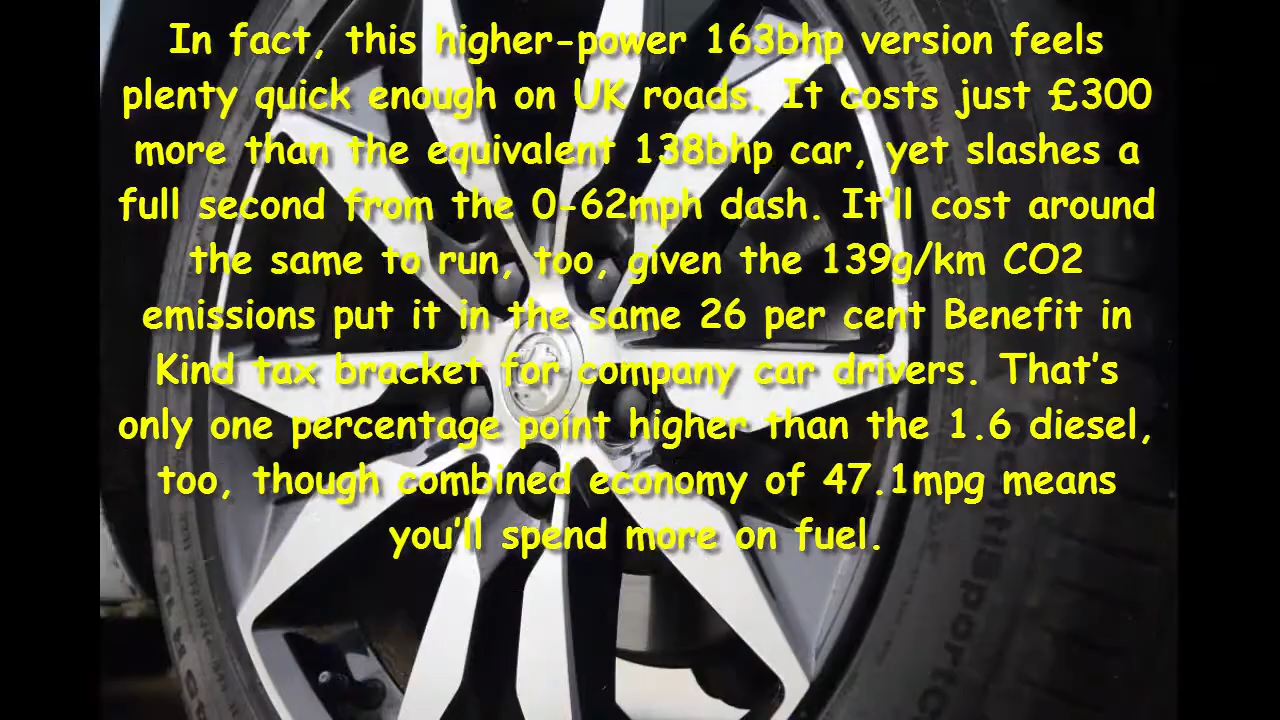 In fact, this higher-power 163bhp version feels
plenty quick enough on UK roads. It costs just £300
more than the equivalent 138bhp car, yet slashes a
full second from the 0-62mph dash. It'll cost around
the same to run, too, given the 139g/km CO2
emissions put it in the same 26 per cent Benefit in
Kind tax bracket for company car drivers. That's
only one percentage point higher than the 1.6 diesel,
too, though combined economy of 47.1mpg means
you'll spend more on fuel.